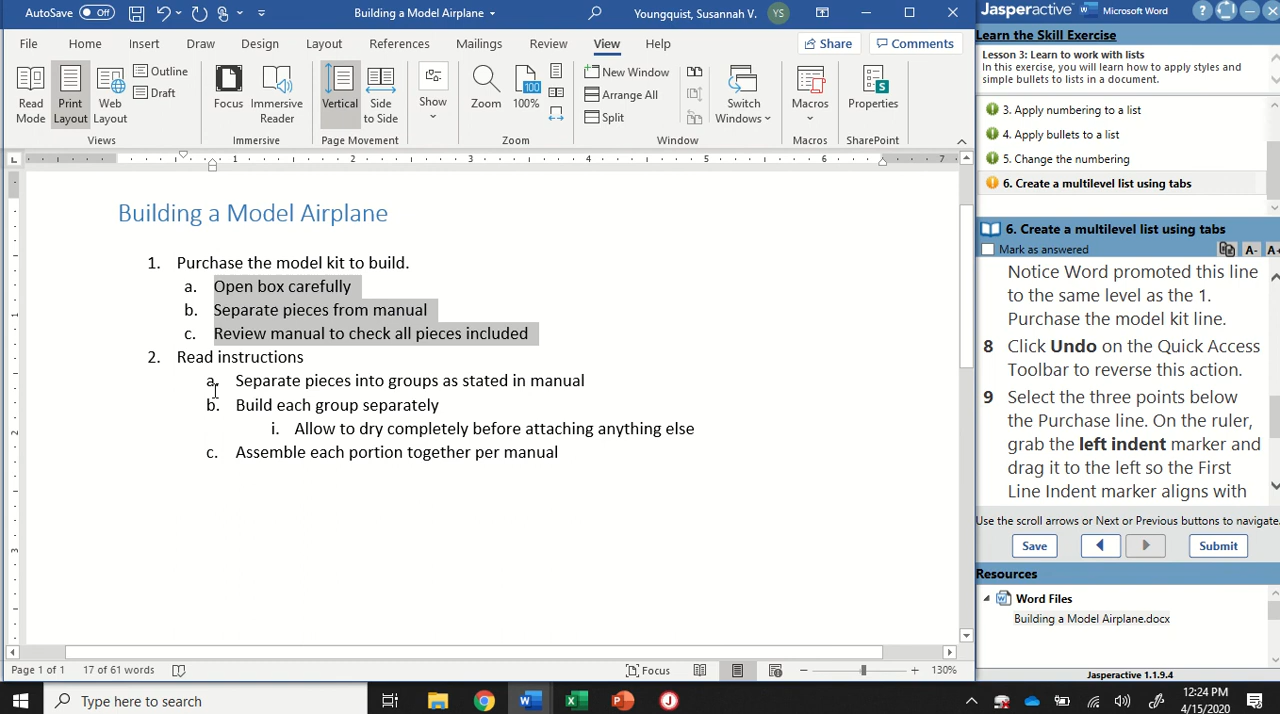 AutoSave Off
Building a Model Airplane
Youngquist, Susannah V.
YS
File Home Insert Draw Design Layout References Mailings Review View Help
Share Comments
Read Mode
Print Layout
Web Layout
Outline
Draft
Focus
Immersive Reader
Vertical
Side to Side
Show
Zoom
100
100%
New Window
Arrange All
Split
Switch Windows
Macros
Properties
Views
Immersive
Page Movement
Zoom
Window
Macros
SharePoint
1 2 3 4 5 6 7
Building a Model Airplane
1. Purchase the model kit to build.
a. Open box carefully
b. Separate pieces from manual
c. Review manual to check all pieces included
2. Read instructions
a. Separate pieces into groups as stated in manual
b. Build each group separately
i. Allow to dry completely before attaching anything else
c. Assemble each portion together per manual
Page 1 of 1 17 of 61 words
Focus
130%
Jasperactive Microsoft Word
Learn the Skill Exercise
Lesson 3: Learn to work with lists
In this exercise, you will learn how to apply styles and
simple bullets to lists in a document.
3. Apply numbering to a list
4. Apply bullets to a list
5. Change the numbering
6. Create a multilevel list using tabs
6. Create a multilevel list using tabs
Mark as answered
A- A+
Notice Word promoted this line
to the same level as the 1.
Purchase the model kit line.
8 Click Undo on the Quick Access
Toolbar to reverse this action.
9 Select the three points below
the Purchase line. On the ruler,
grab the left indent marker and
drag it to the left so the First
Line Indent marker aligns with
Use the scroll arrows or Next or Previous buttons to navigate.
Save
Submit
Resources
Word Files
Building a Model Airplane.docx
Jasperactive 1.1.9.4
Type here to search
12:24 PM
4/15/2020